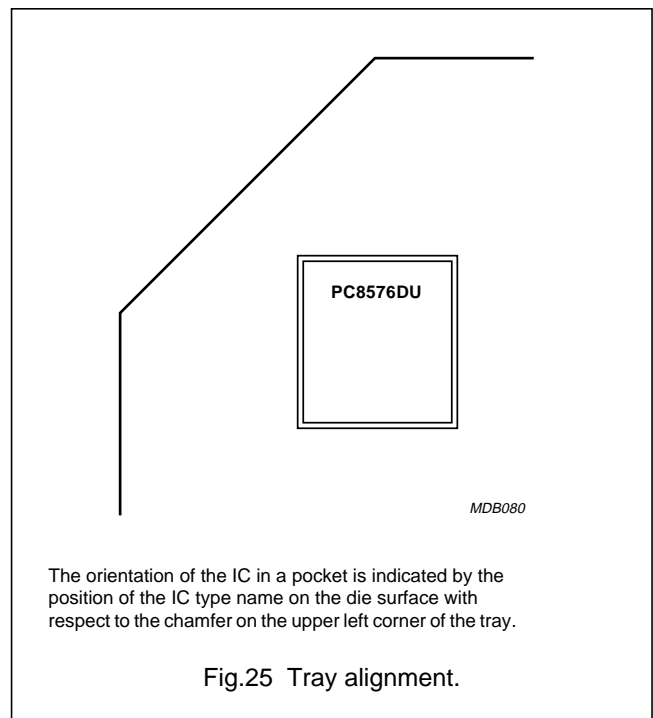 PC8576DU
MDB080
The orientation of the IC in a pocket is indicated by the
position of the IC type name on the die surface with
respect to the chamfer on the upper left corner of the tray.
Fig.25 Tray alignment.